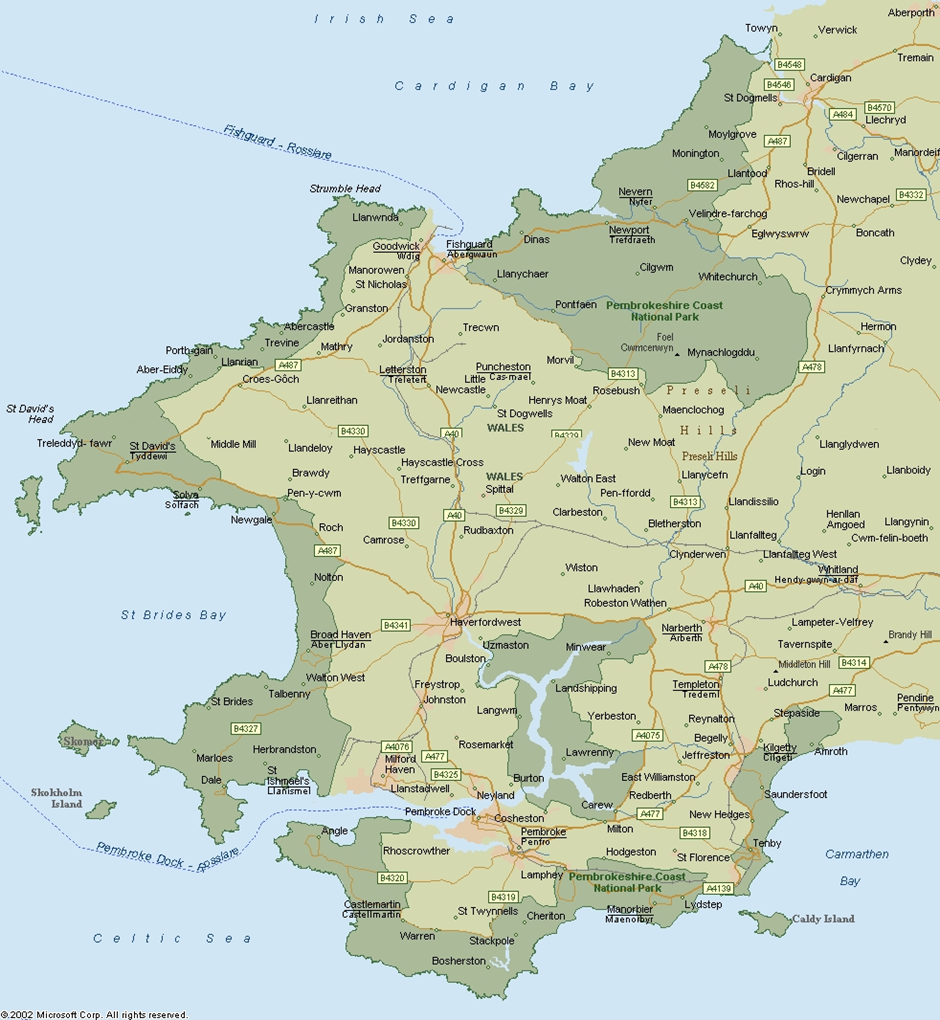 Irish Sea
Aberporth
Towyn
Verwick
Tremain
B4548
Cardigan
B4546
Cardigan Bay
St Dogmells
B4570
A484
Llechryd
Fishguard - Rosslare
Moylgrove
A487
Monington
Cilgerran
Manordeif
Llantood
Bridell
Strumble Head
B4582
Rhos-hill
Nevern
Nyfer
Newchapel
B4332
Llanwnda
Velindre-farchog
Newport
Trefdraeth
Eglwyswrw
Boncath
Dinas
Goodwick
Wdig
Fishguard
Abergwaun
Clydey
Manorowen
Llanychaer
Cilgwm
Whitechurch
St Nicholas
Crymmych Arms
Pontfaen
Pembrokeshire Coast
National Park
Granston
Abercastle
Trecwn
Hermon
Trevine
Mathry
Jordanston
Foel
Cwmcerwyn
Mynachlogddu
Llanfyrnach
Porth-gain
Llanrian
Morvil
A487
A478
Aber-Eiddy
Letterston
Treletert
Puncheston
Cas-mael
Little
Newcastle
B4313
Croes-Gôch
Rosebush
Preseli
Llanreithan
Henrys Moat
St Dogwells
Maenclochog
St David's
Head
WALES
Hills
B4330
A40
B4329
Treleddyd- fawr
St David's
Tyddewi
Middle Mill
Llandeloy
Hayscastle
New Moat
Llanglydwen
Preseli Hills
Hayscastle Cross
Brawdy
Treffgarne
WALES
Walton East
Llanycefn
Login
Lanboidy
Solva
Solfach
Pen-y-cwm
Spittal
Pen-ffordd
B4313
Llandissilio
Newgale
A40
B4329
Clarbeston
Henllan
Amgoed
Llangynin
Roch
B4330
Rudbaxton
Bletherston
Llanfallteg
Cwm-felin-boeth
Camrose
A487
Clynderwen
Llanfallteg West
Nolton
Wiston
Whitland
Hendy-gwyn-ar-daf
Llawhaden
A40
Robeston Wathen
St Brides Bay
Haverfordwest
B4341
Narberth
Arberth
Lampeter-Velfrey
Broad Haven
Aber Llydan
Uzmaston
Minwear
Tavernspite
Brandy Hill
Boulston
A478
Middleton Hill
B4314
Walton West
Freystrop
Landshipping
Templeton
Tredeml
Ludchurch
A477
St Brides
Talbenny
Johnston
Marros
Pendine
Pentywyn
Langwm
Yerbeston
Reynalton
Stepaside
B4327
A4075
Begelly
Skomer
Rosemarket
Lawrenny
Jeffreston
Kilgetty
Cilgeti
Amroth
Marloes
Herbrandston
A4076
Milford
Haven
A477
Dale
St
Ishmael's
Llanismel
B4325
Burton
East Williamston
Skokholm
Island
Llanstadwell
Neyland
Redberth
Saundersfoot
Carew
Pembroke Dock
Cosheston
A477
New Hedges
Angle
Pembroke
Penfro
Milton
B4318
Pembroke Dock - Rosslare
Rhoscrowther
Hodgeston
St Florence
Tenby
Carmarthen
Bay
Lamphey
B4320
Pembrokeshire Coast
National Park
A4139
B4319
Castlemartin
Castellmartin
St Twynnells
Cheriton
Manorbier
Maenolbyr
Lydstep
Caldy Island
Celtic Sea
Warren
Stackpole
Bosherston
© 2002 Microsoft Corp. All rights reserved.